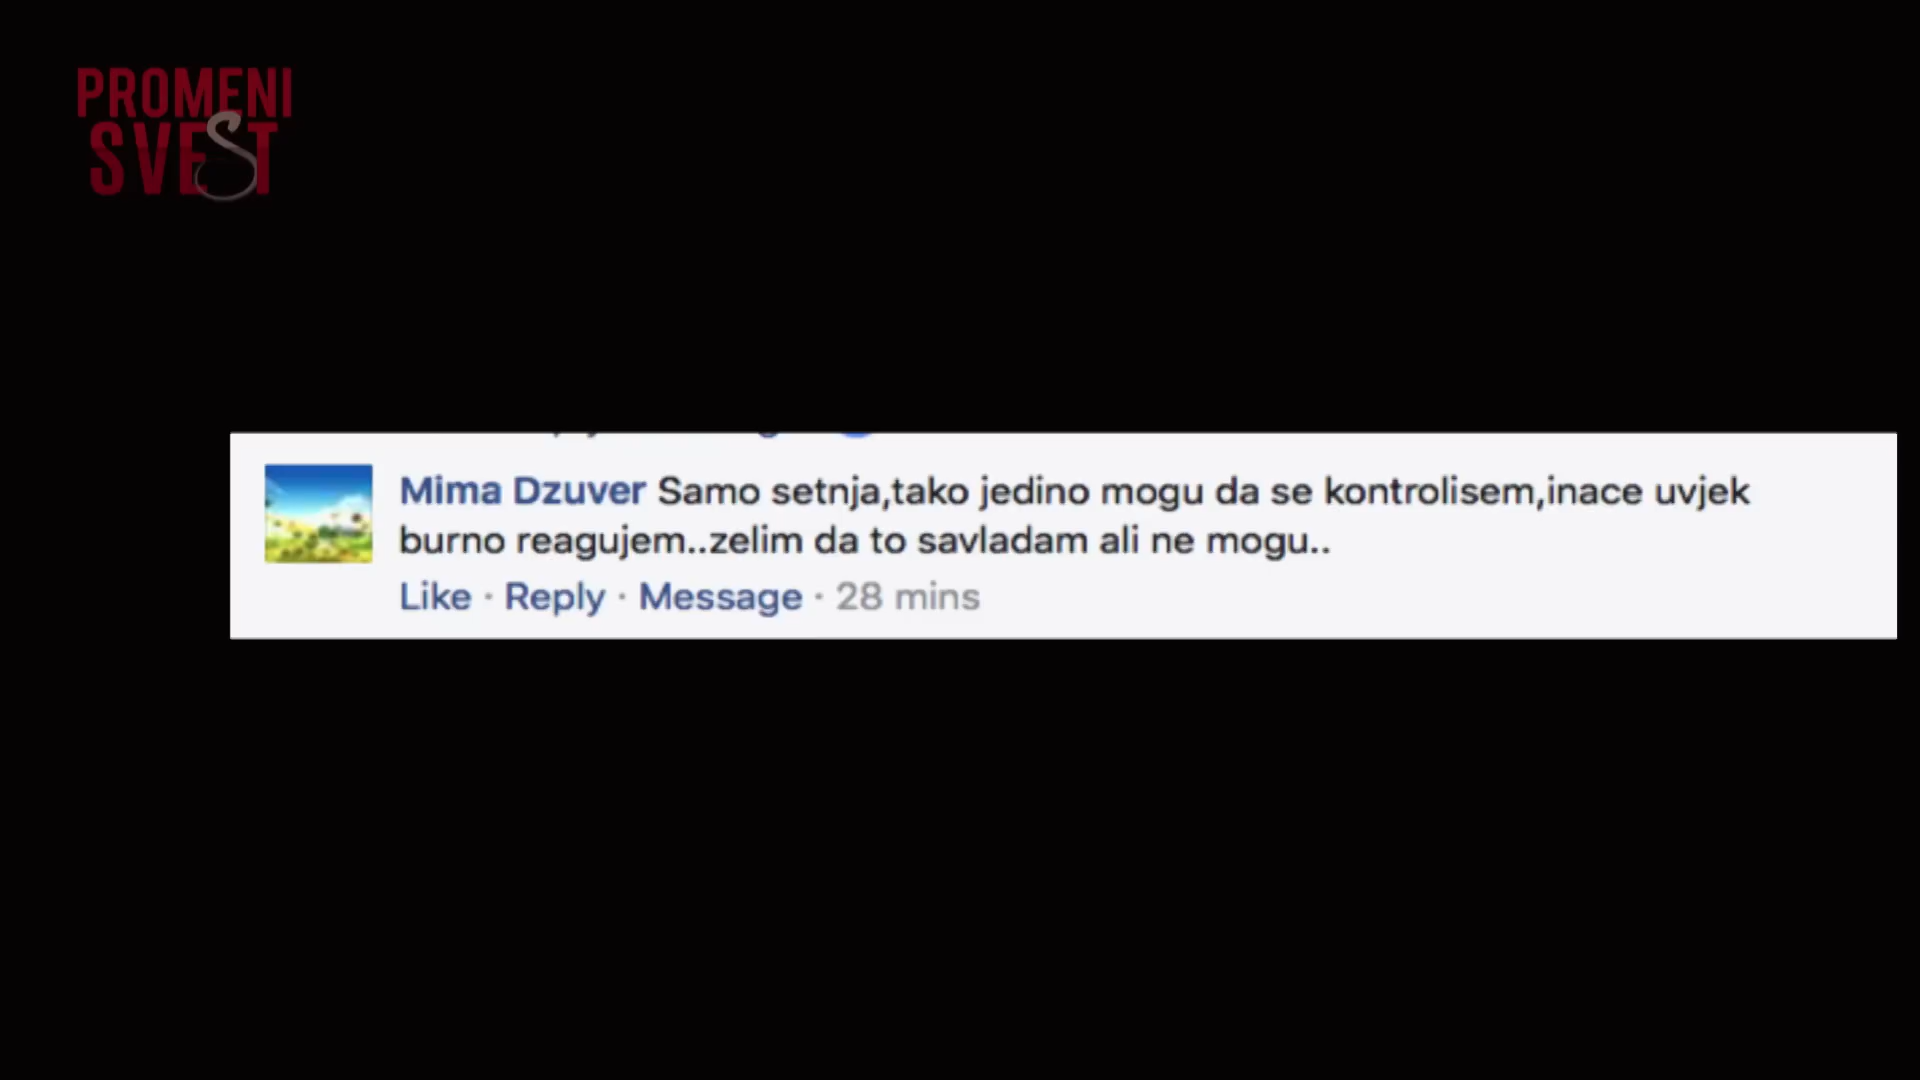 PROMENI
SVEST
Mima Dzuver Samo setnja,tako jedino mogu da se kontrolisem,inace uvjek
burno reagujem..zelim da to savladam ali ne mogu..
Like · Reply · Message · 28 mins